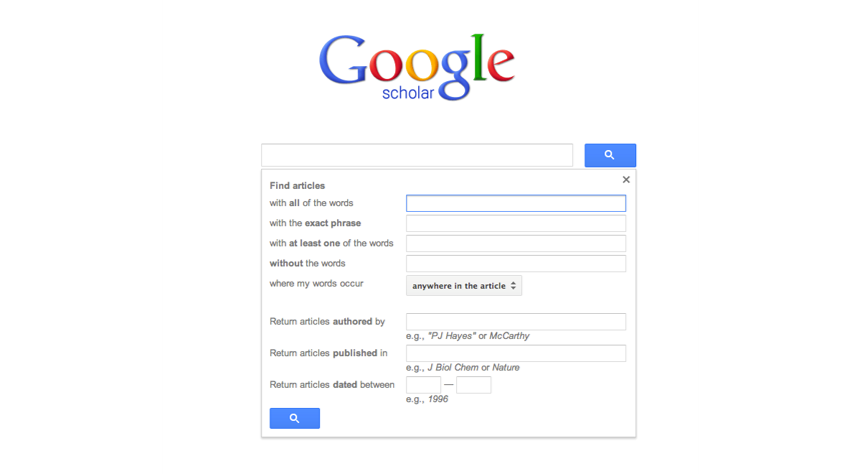 Google
scholar
Find articles
with all of the words
with the exact phrase
with at least one of the words
without the words
where my words occur anywhere in the article
Return articles authored by
e.g., "PJ Hayes" or McCarthy
Return articles published in
e.g., J Biol Chem or Nature
Return articles dated between —
e.g., 1996